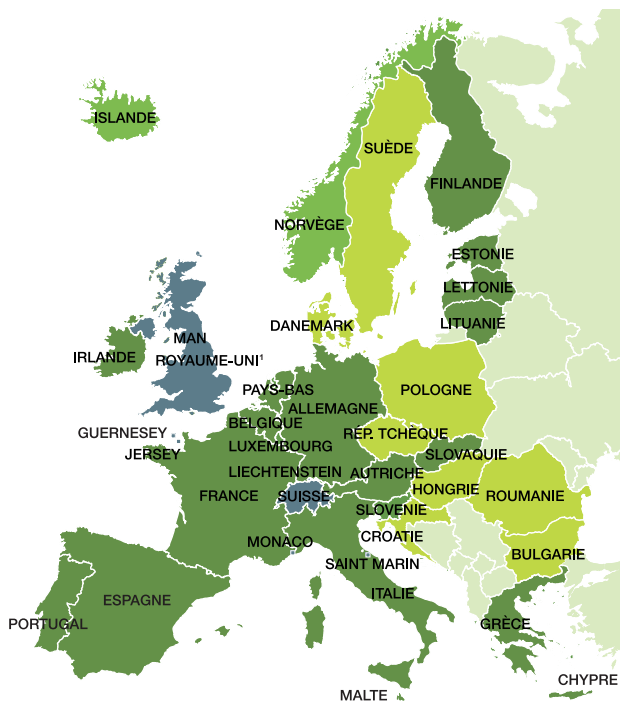 ISLANDE
SUÈDE
FINLANDE
NORVÈGE
ESTONIE
LETTONIE
LITUANIE
DANEMARK
MAN
IRLANDE
ROYAUME-UNI¹
PAYS-BAS
POLOGNE
ALLEMAGNE
BELGIQUE
GUERNESEY
RÉP. TCHÈQUE
LUXEMBOURG
JERSEY
SLOVAQUIE
LIECHTENSTEIN
AUTRICHE
HONGRIE
FRANCE
SUISSE
ROUMANIE
SLOVENIE
CROATIE
MONACO
BULGARIE
SAINT MARIN
ITALIE
ESPAGNE
PORTUGAL
GRÈCE
CHYPRE
MALTE